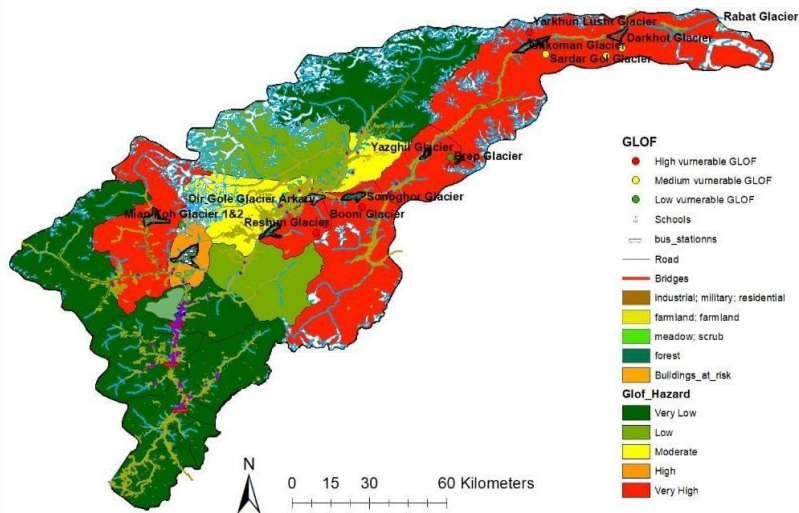 Yarkhun Lusht Glacier
Rabat Glacier
Darkhot Glacier
Sardar Gol Glacier
Yazghil Glacier
Brep Glacier
Dir Gole Glacier Arkary
Sonoghor Glacier
Mian Koh Glacier 1&2
Booni Glacier
Reshun Glacier
GLOF
High vurnerable GLOF
Medium vurnerable GLOF
Low vurnerable GLOF
Schools
bus_stationns
Road
Bridges
industrial; military; residential
farmland; farmland
meadow; scrub
forest
Buildings_at_risk
Glof_Hazard
Very Low
Low
Moderate
High
Very High
N
0 15 30 60 Kilometers